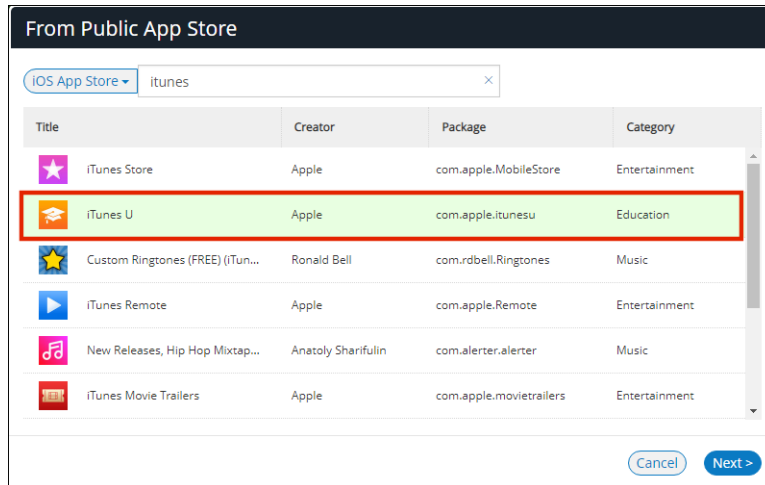 From Public App Store
iOS App Store itunes ×
Title Creator Package Category
iTunes Store Apple com.apple.MobileStore Entertainment
iTunes U Apple com.apple.itunesu Education
Custom Ringtones (FREE) (iTun... Ronald Bell com.rdbell.Ringtones Music
iTunes Remote Apple com.apple.Remote Entertainment
New Releases, Hip Hop Mixtap... Anatoly Sharifulin com.alerter.alerter Music
iTunes Movie Trailers Apple com.apple.movietrailers Entertainment
Cancel Next >